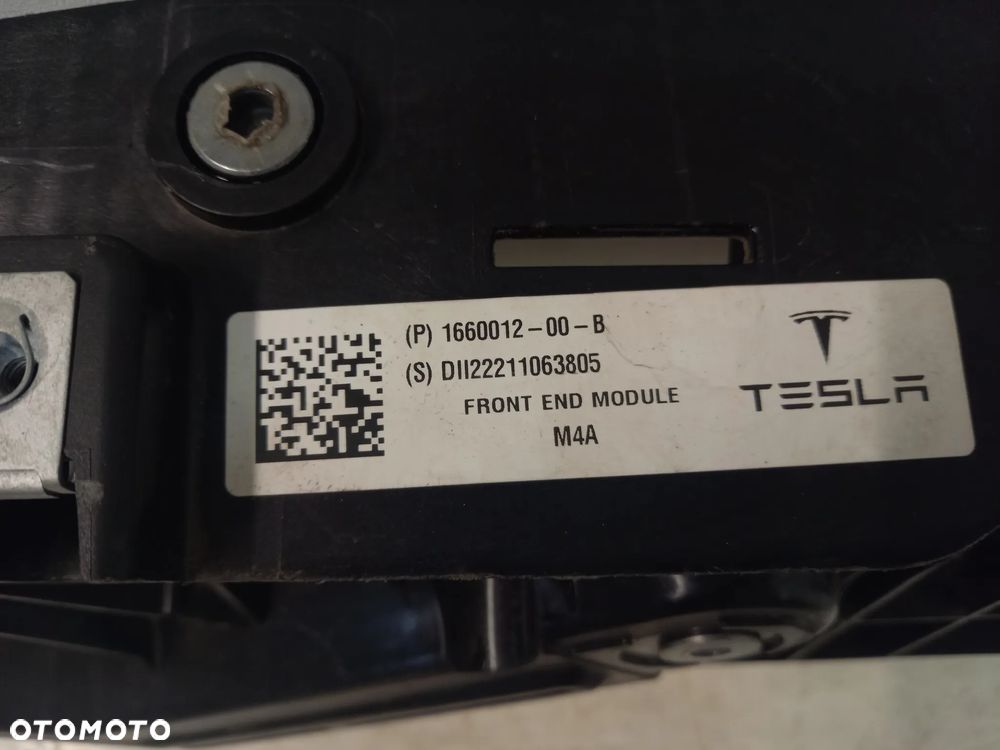 (P) 1660012-00-B
(S) DII22211063805
FRONT END MODULE
M4A
TESLA
OTOMOTO